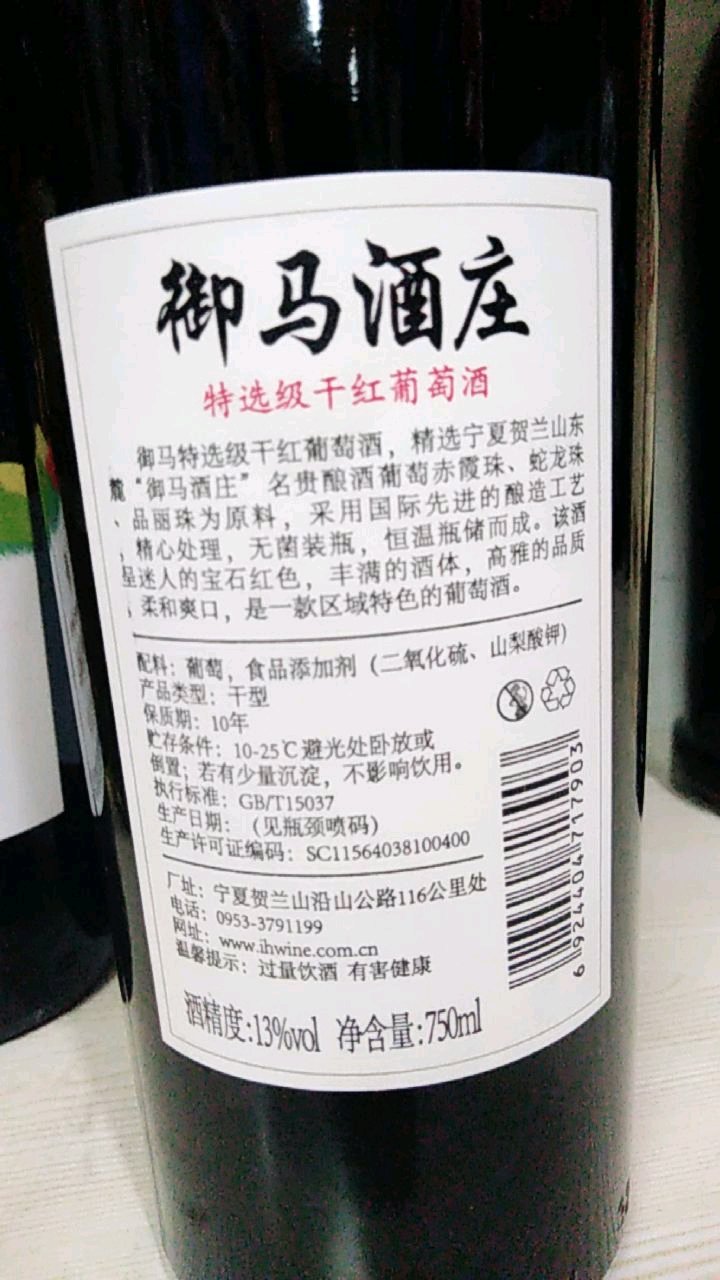 御马酒庄
特选级干红葡萄酒
御马特选级干红葡萄酒，精选宁夏贺兰山东
麓“御马酒庄”名贵酿酒葡萄赤霞珠、蛇龙珠
、品丽珠为原料，采用国际先进的酿造工艺
，精心处理，无菌装瓶，恒温瓶储而成。该酒
呈迷人的宝石红色，丰满的酒体，高雅的品质
，柔和爽口，是一款区域特色的葡萄酒。
配料：葡萄，食品添加剂（二氧化硫、山梨酸钾）
产品类型：干型
保质期：10年
贮存条件：10-25℃避光处卧放或
倒置；若有少量沉淀，不影响饮用。
执行标准：GB/T15037
生产日期：（见瓶颈喷码）
生产许可证编码：SC11564038100400
厂址：宁夏贺兰山沿山公路116公里处
电话：0953-3791199
网址：www.ihwine.com.cn
温馨提示：过量饮酒 有害健康
酒精度:13%vol 净含量:750ml
6 924404 717903